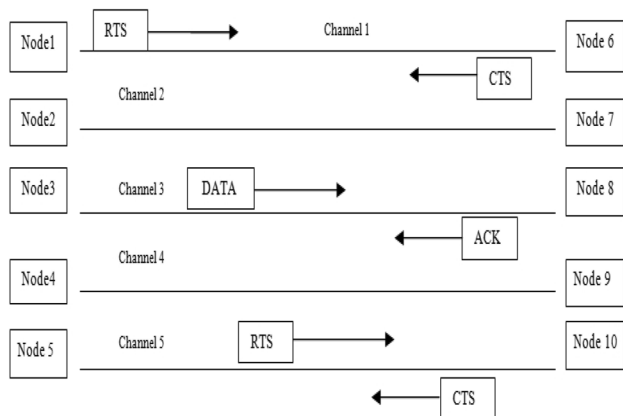 Node1
RTS
Channel 1
Node 6
CTS
Channel 2
Node2
Node 7
Node3
Channel 3
DATA
Node 8
ACK
Channel 4
Node4
Node 9
Node 5
Channel 5
RTS
Node 10
CTS